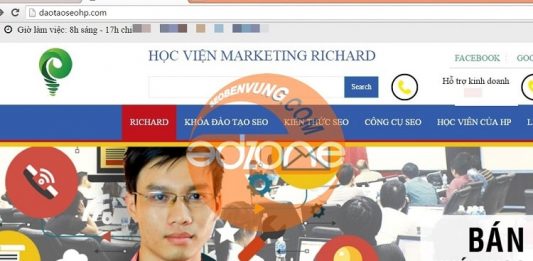 daotaoseohp.com
Giờ làm việc: 8h sáng - 17h chi
HỌC VIỆN MARKETING RICHARD
FACEBOOK GOO
Search
Hỗ trợ kinh doanh
SEOBENVUNG.COM
RICHARD KHÓA ĐÀO TẠO SEO KIẾN THỨC SEO CÔNG CỤ SEO HỌC VIÊN CỦA HP L
edzone
BÁN